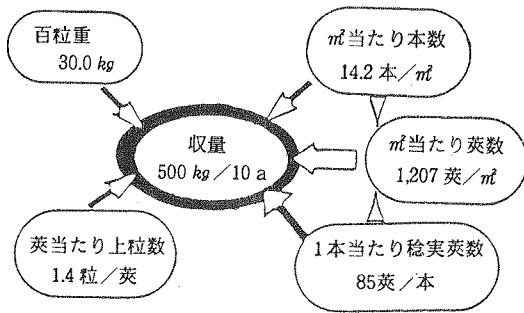 百粒重
30.0 kg
㎡当たり本数
14.2 本／㎡
収量
500 kg／10 a
㎡当たり莢数
1,207 莢／㎡
莢当たり上粒数
1.4 粒／莢
1本当たり稔実莢数
85莢／本